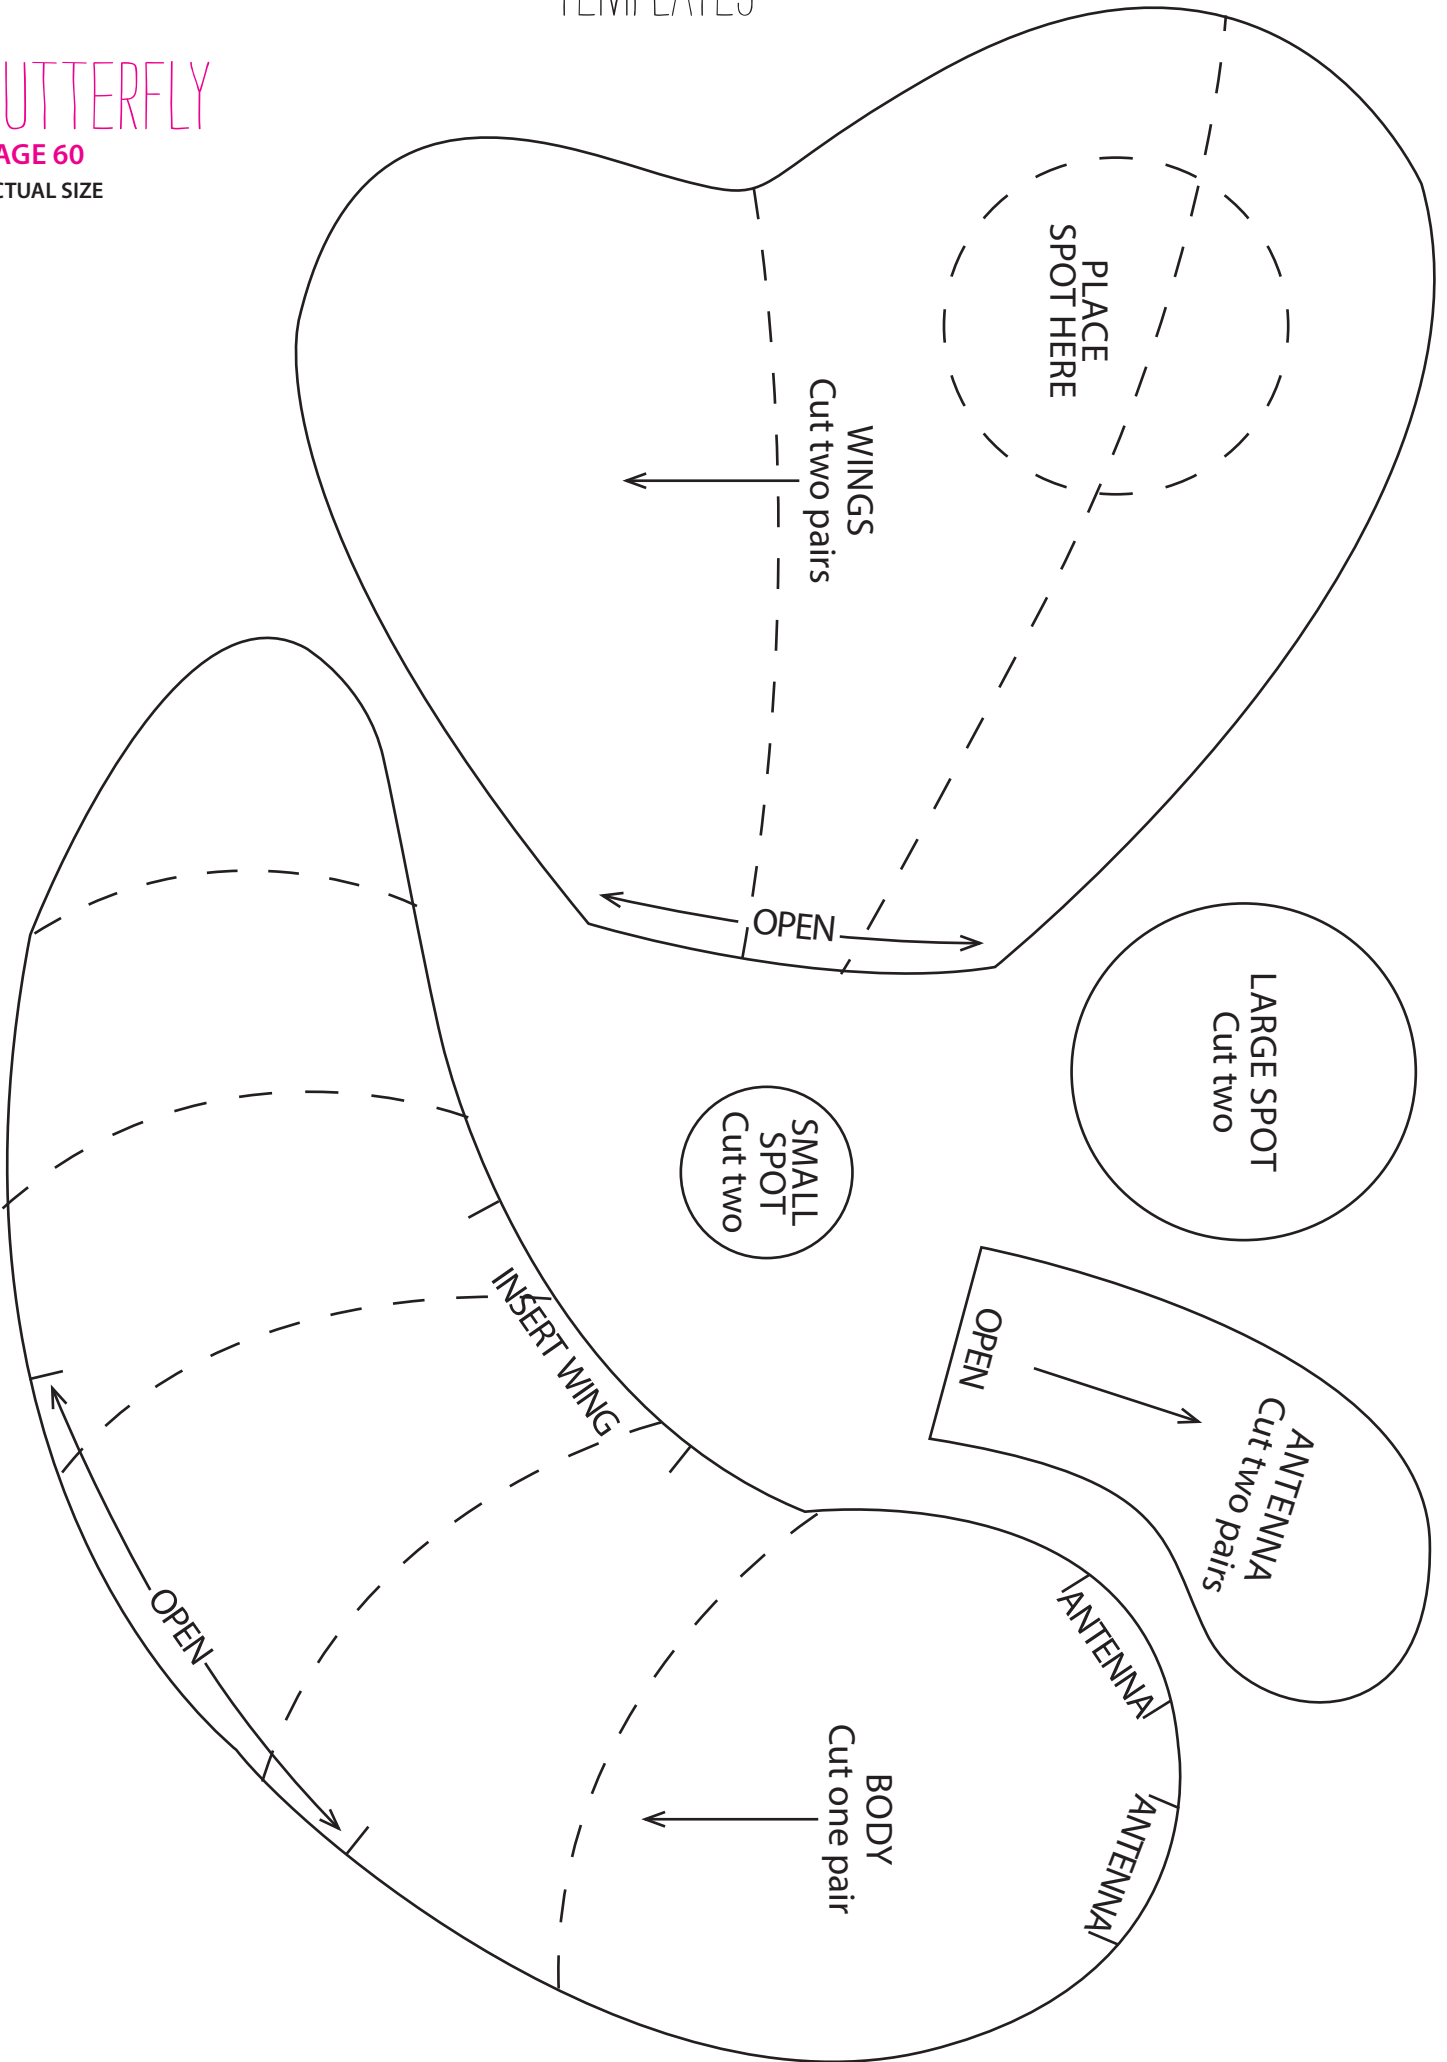 TEMPLATES
UTTERFLY
AGE 60
CTUAL SIZE
PLACE
SPOT HERE
WINGS
Cut two pairs
OPEN
LARGE SPOT
Cut two
SMALL
SPOT
Cut two
OPEN
ANTENNA
Cut two pairs
INSERT WING
OPEN
ANTENNA
ANTENNA
BODY
Cut one pair